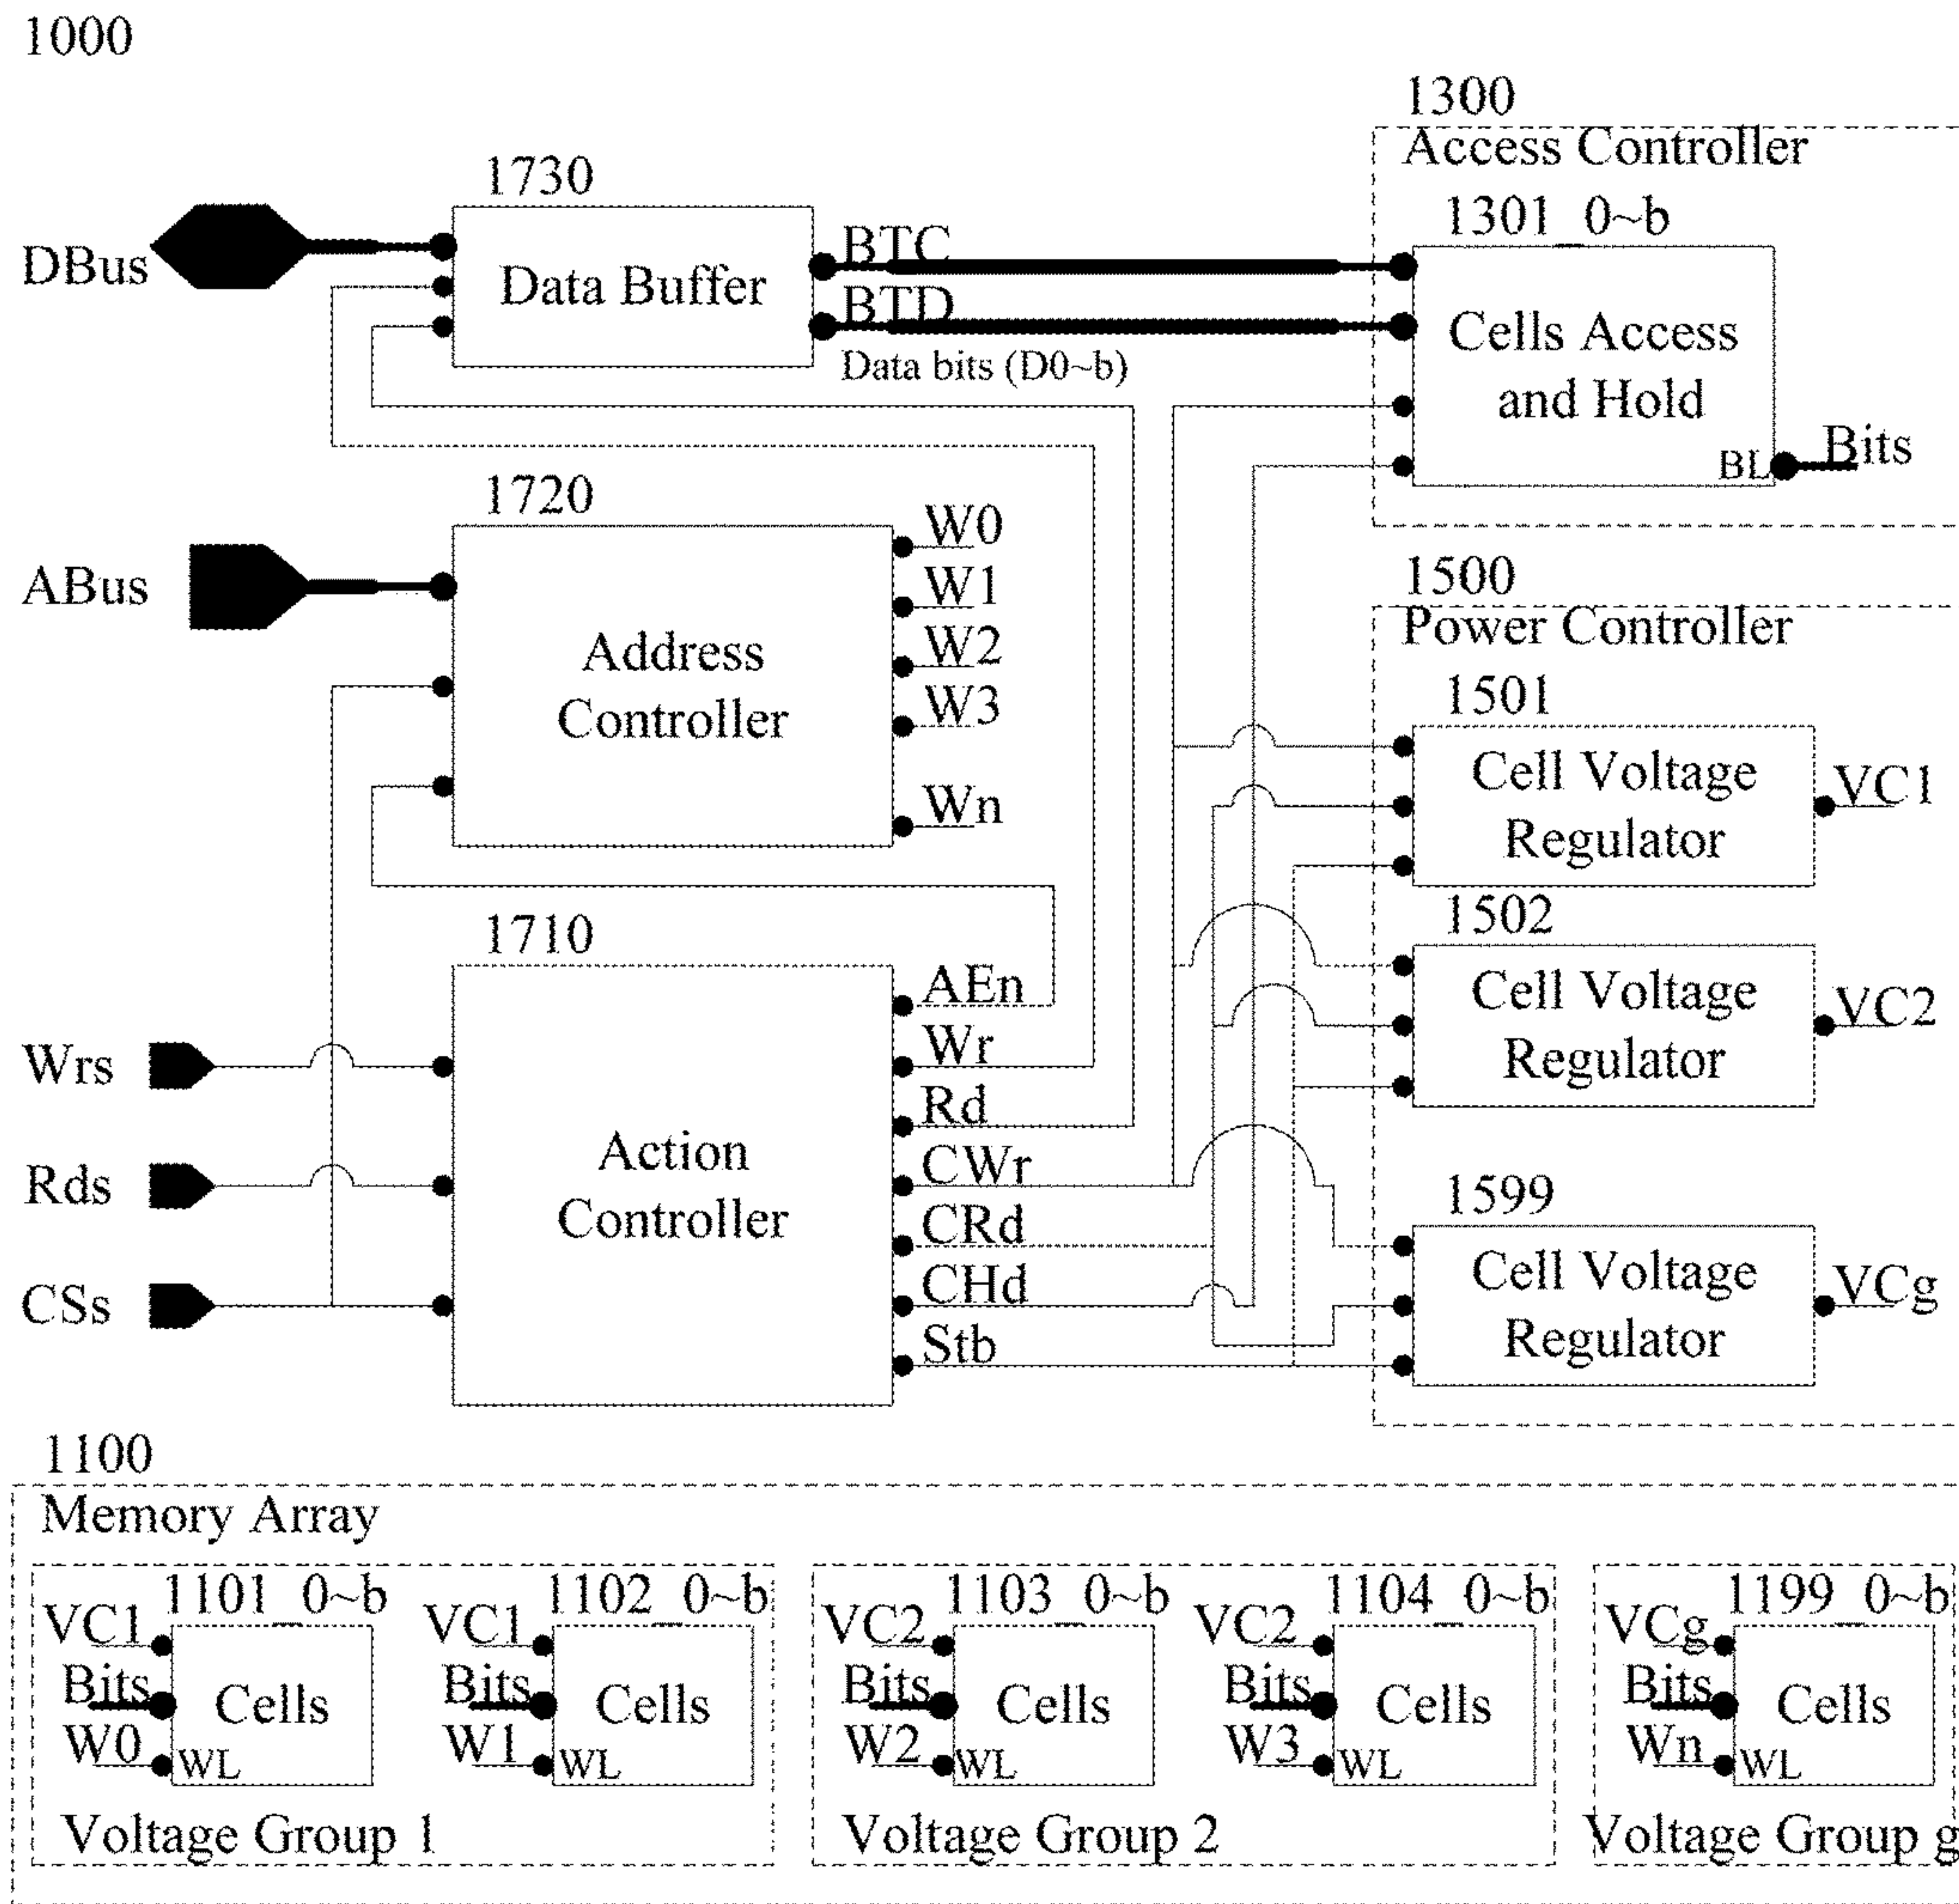 1000
1300
Access Controller
1301_0~b
Cells Access
and Hold
BL
Bits
1730
DBus
Data Buffer
BTC
BTD
Data bits (D0~b)
1720
ABus
Address
Controller
W0
W1
W2
W3
Wn
1500
Power Controller
1501
Cell Voltage
Regulator
VC1
1502
Cell Voltage
Regulator
VC2
1599
Cell Voltage
Regulator
VCg
1710
Wrs
Rds
CSs
Action
Controller
AEn
Wr
Rd
CWr
CRd
CHd
Stb
1100
Memory Array
1101_0~b
VC1
Bits
W0
WL
Cells
1102_0~b
VC1
Bits
W1
WL
Cells
Voltage Group 1
1103_0~b
VC2
Bits
W2
WL
Cells
1104_0~b
VC2
Bits
W3
WL
Cells
Voltage Group 2
1199_0~b
VCg
Bits
Wn
WL
Cells
Voltage Group g